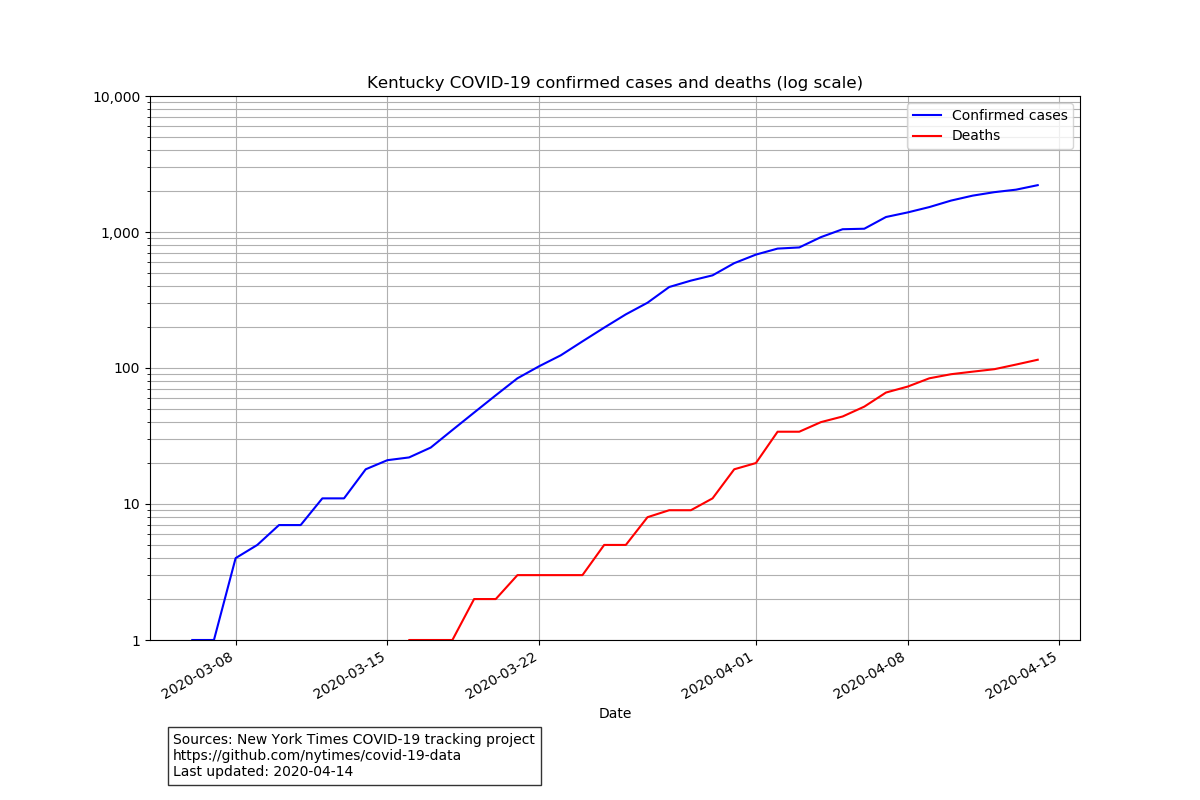 Kentucky COVID-19 confirmed cases and deaths (log scale)
10,000
1,000
100
10
1
Confirmed cases
Deaths
2020-03-08
2020-03-15
2020-03-22
2020-04-01
2020-04-08
2020-04-15
Date
Sources: New York Times COVID-19 tracking project
https://github.com/nytimes/covid-19-data
Last updated: 2020-04-14